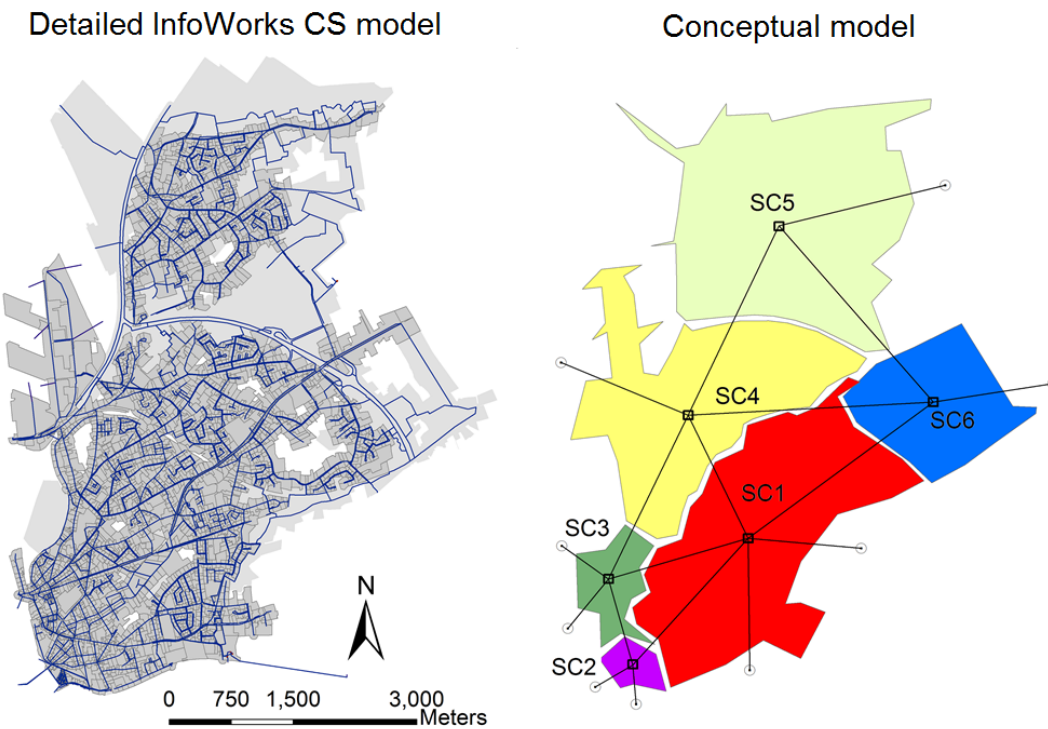 Detailed InfoWorks CS model
Conceptual model
SC5
SC4
SC6
SC1
SC3
SC2
N
0 750 1,500 3,000
Meters